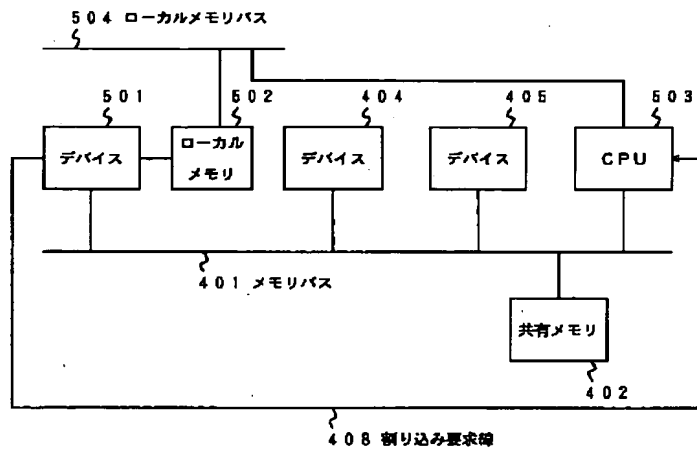 504 ローカルメモリバス
501
502
404
405
503
デバイス
ローカル
メモリ
デバイス
デバイス
CPU
401 メモリバス
共有メモリ
402
408 割り込み要求線